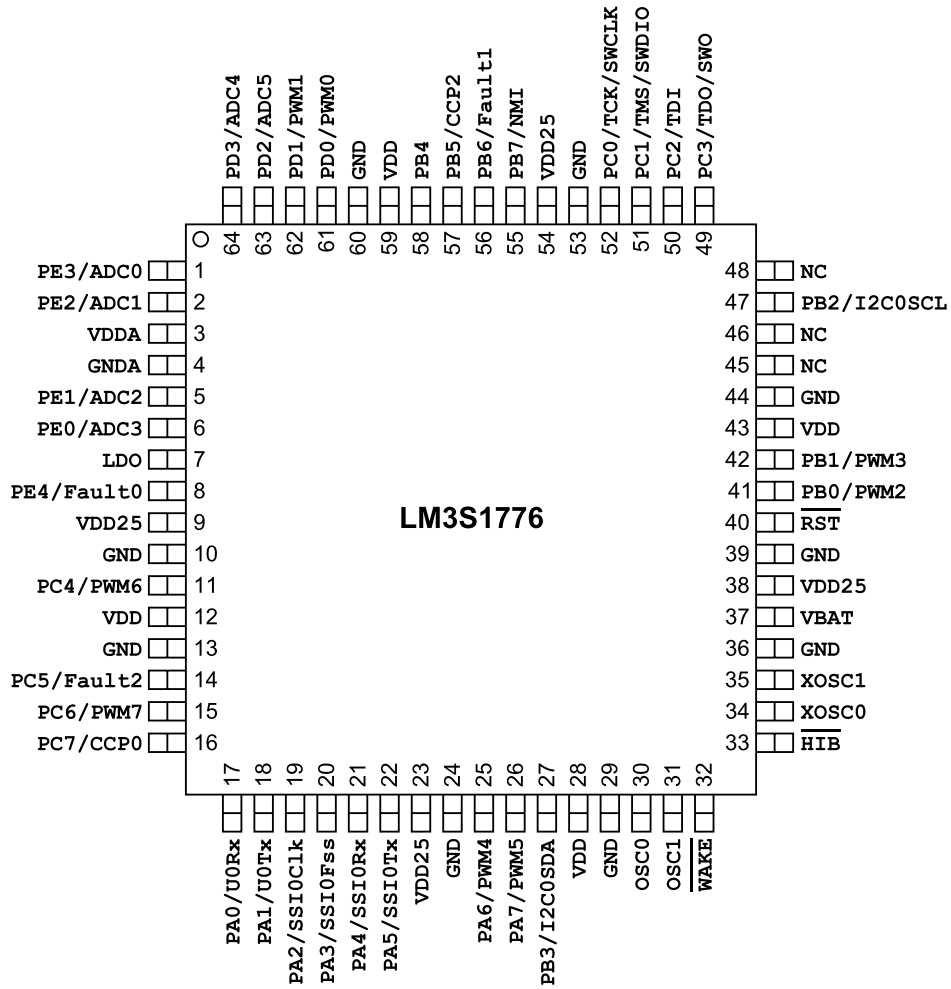 PD3/ADC4
PD2/ADC5
PD1/PWM1
PD0/PWM0
GND
VDD
PB4
PB5/CCP2
PB6/Fault1
PB7/NMI
VDD25
GND
PC0/TCK/SWCLK
PC1/TMS/SWDIO
PC2/TDI
PC3/TDO/SWO
64 63 62 61 60 59 58 57 56 55 54 53 52 51 50 49
PE3/ADC0 1
PE2/ADC1 2
VDDA 3
GNDA 4
PE1/ADC2 5
PE0/ADC3 6
LDO 7
PE4/Fault0 8
VDD25 9
GND 10
PC4/PWM6 11
VDD 12
GND 13
PC5/Fault2 14
PC6/PWM7 15
PC7/CCP0 16
LM3S1776
48 NC
47 PB2/I2C0SCL
46 NC
45 NC
44 GND
43 VDD
42 PB1/PWM3
41 PB0/PWM2
40 RST
39 GND
38 VDD25
37 VBAT
36 GND
35 XOSC1
34 XOSC0
33 HIB
17 18 19 20 21 22 23 24 25 26 27 28 29 30 31 32
PA0/U0Rx
PA1/U0Tx
PA2/SSI0Clk
PA3/SSI0Fss
PA4/SSI0Rx
PA5/SSI0Tx
VDD25
GND
PA6/PWM4
PA7/PWM5
PB3/I2C0SDA
VDD
GND
OSC0
OSC1
WAKE